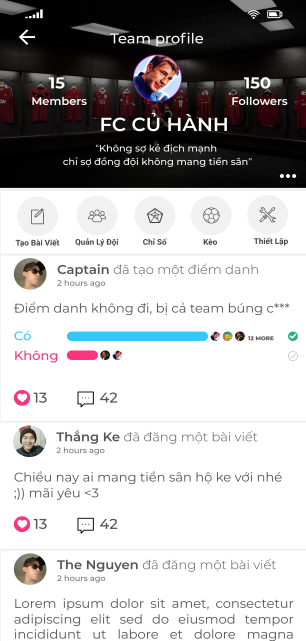 Team profile
15
Members
150
Followers
FC CỦ HÀNH
"Không sợ kẻ địch mạnh
chỉ sợ đồng đội không mang tiền sân"
Tạo Bài Viết
Quản Lý Đội
Chỉ Số
Kèo
Thiết Lập
Captain đã tạo một điểm danh
2 hours ago
Điểm danh không đi, bị cả team búng c***
Có
12 MORE
Không
13
42
Thắng Ke đã đăng một bài viết
2 hours ago
Chiều nay ai mang tiền sân hộ ke với nhé
;)) mãi yêu <3
13
42
The Nguyen đã đăng một bài viết
2 hours ago
Lorem ipsum dolor sit amet, consectetur
adipiscing elit sed do eiusmod tempor
incididunt ut labore et dolore magna